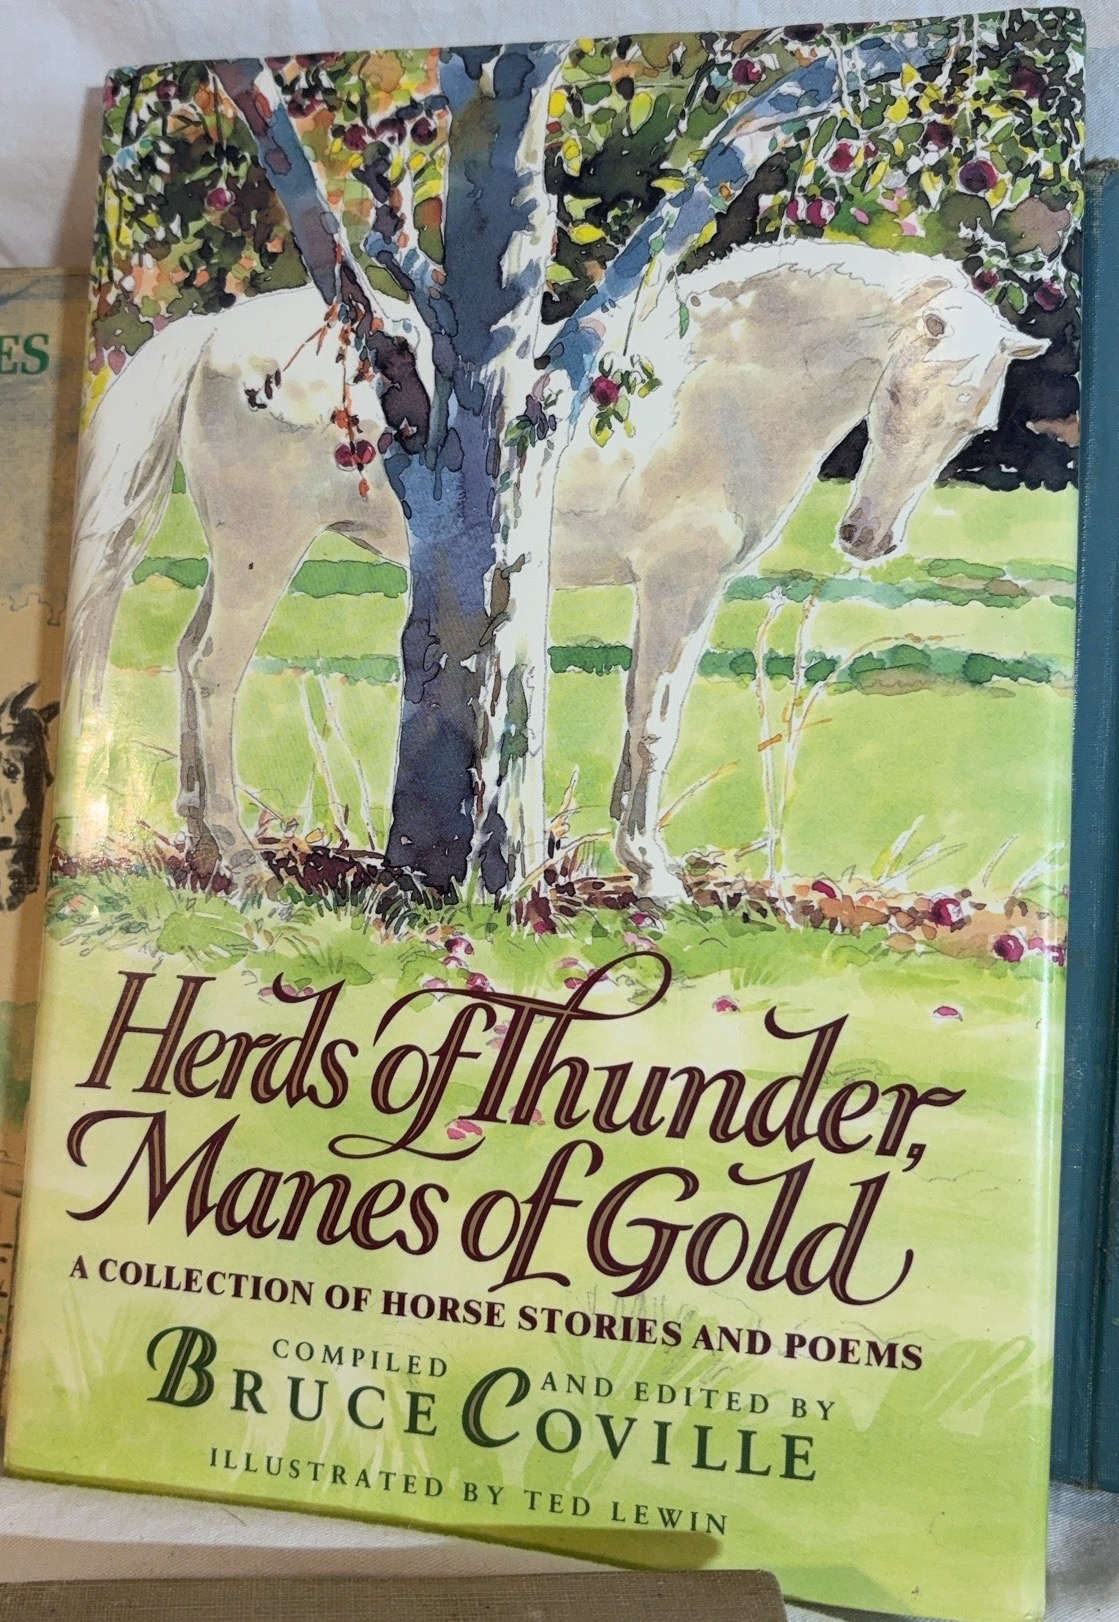 ES
Herds of Thunder,
Manes of Gold
A COLLECTION OF HORSE STORIES AND POEMS
COMPILED AND EDITED BY
BRUCE COVILLE
ILLUSTRATED BY TED LEWIN